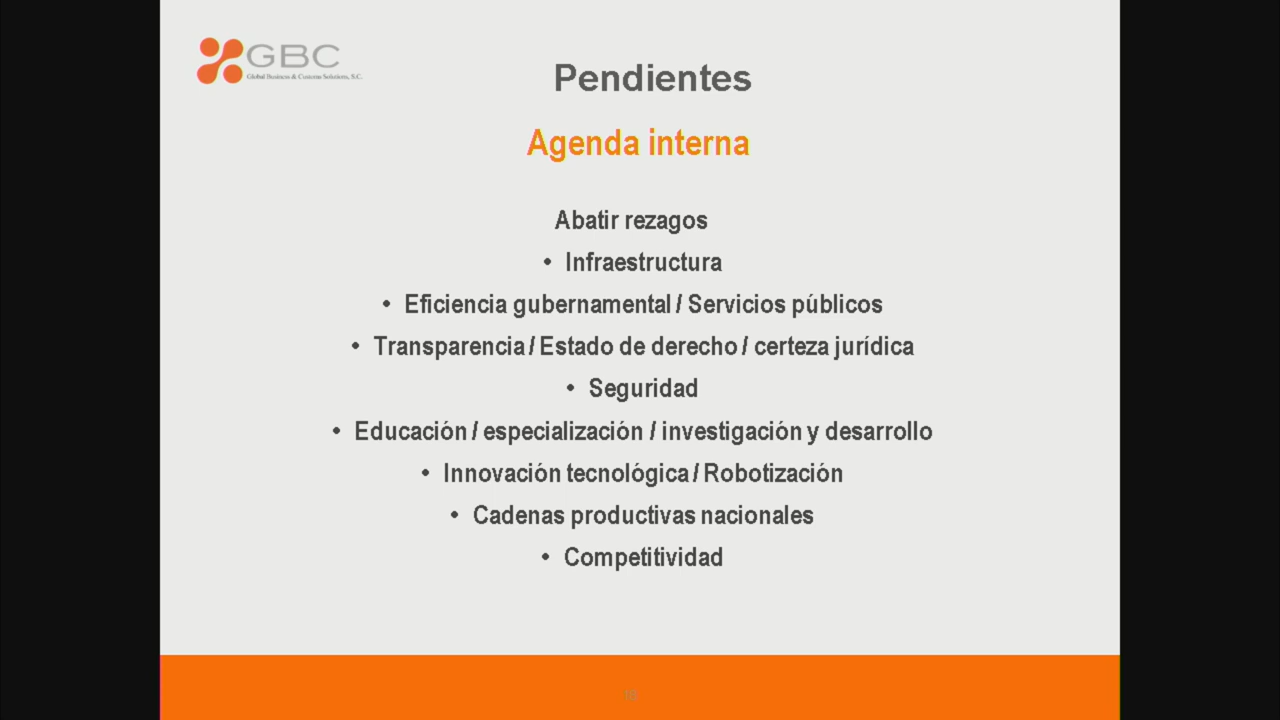 GBC
Global Business & Customs Solutions, S.C.
Pendientes
Agenda interna
Abatir rezagos
• Infraestructura
• Eficiencia gubernamental / Servicios públicos
• Transparencia / Estado de derecho / certeza jurídica
• Seguridad
• Educación / especialización / investigación y desarrollo
• Innovación tecnológica / Robotización
• Cadenas productivas nacionales
• Competitividad